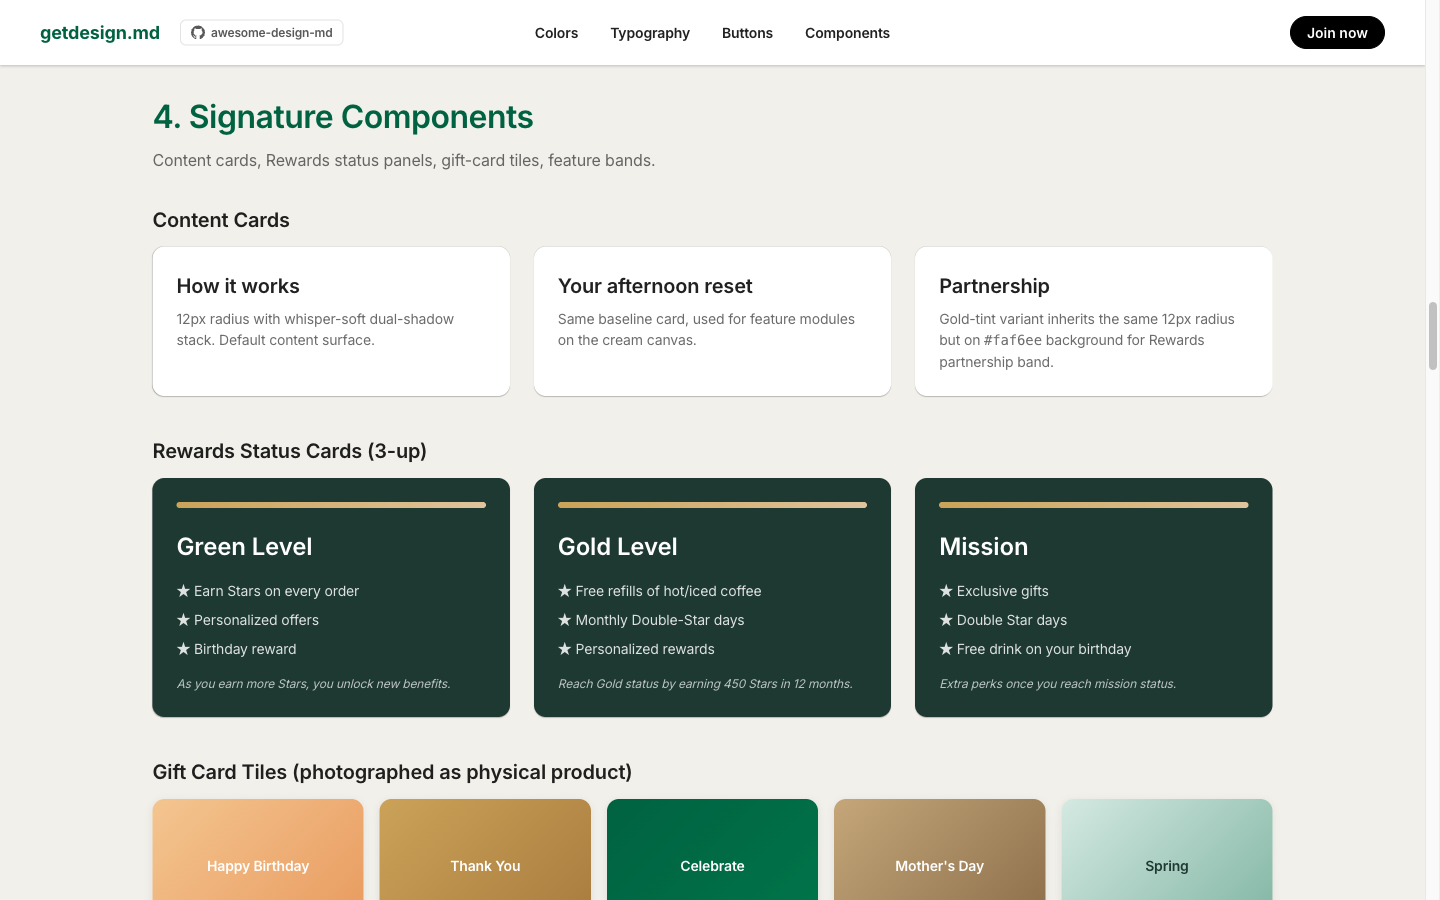 getdesign.md
awesome-design-md
Colors
Typography
Buttons
Components
Join now
4. Signature Components
Content cards, Rewards status panels, gift-card tiles, feature bands.
Content Cards
How it works
12px radius with whisper-soft dual-shadow
stack. Default content surface.
Your afternoon reset
Same baseline card, used for feature modules
on the cream canvas.
Partnership
Gold-tint variant inherits the same 12px radius
but on #faf6ee background for Rewards
partnership band.
Rewards Status Cards (3-up)
Green Level
★ Earn Stars on every order
★ Personalized offers
★ Birthday reward
As you earn more Stars, you unlock new benefits.
Gold Level
★ Free refills of hot/iced coffee
★ Monthly Double-Star days
★ Personalized rewards
Reach Gold status by earning 450 Stars in 12 months.
Mission
★ Exclusive gifts
★ Double Star days
★ Free drink on your birthday
Extra perks once you reach mission status.
Gift Card Tiles (photographed as physical product)
Happy Birthday
Thank You
Celebrate
Mother's Day
Spring